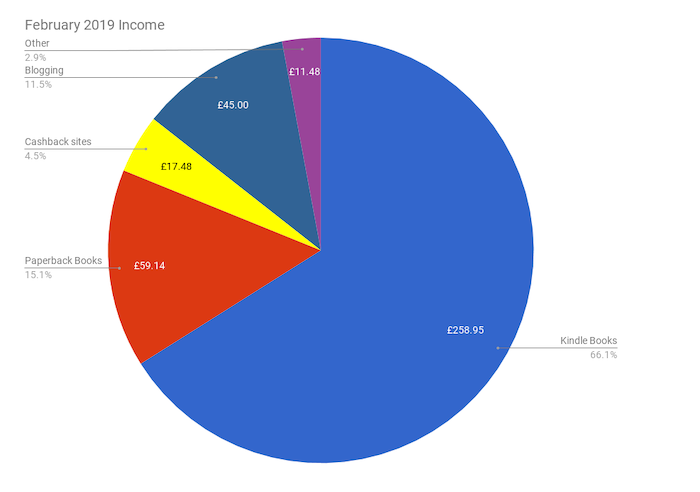 February 2019 Income
Other
2.9%
Blogging
11.5%
Cashback sites
4.5%
Paperback Books
15.1%
Kindle Books
66.1%
£11.48
£45.00
£17.48
£59.14
£258.95